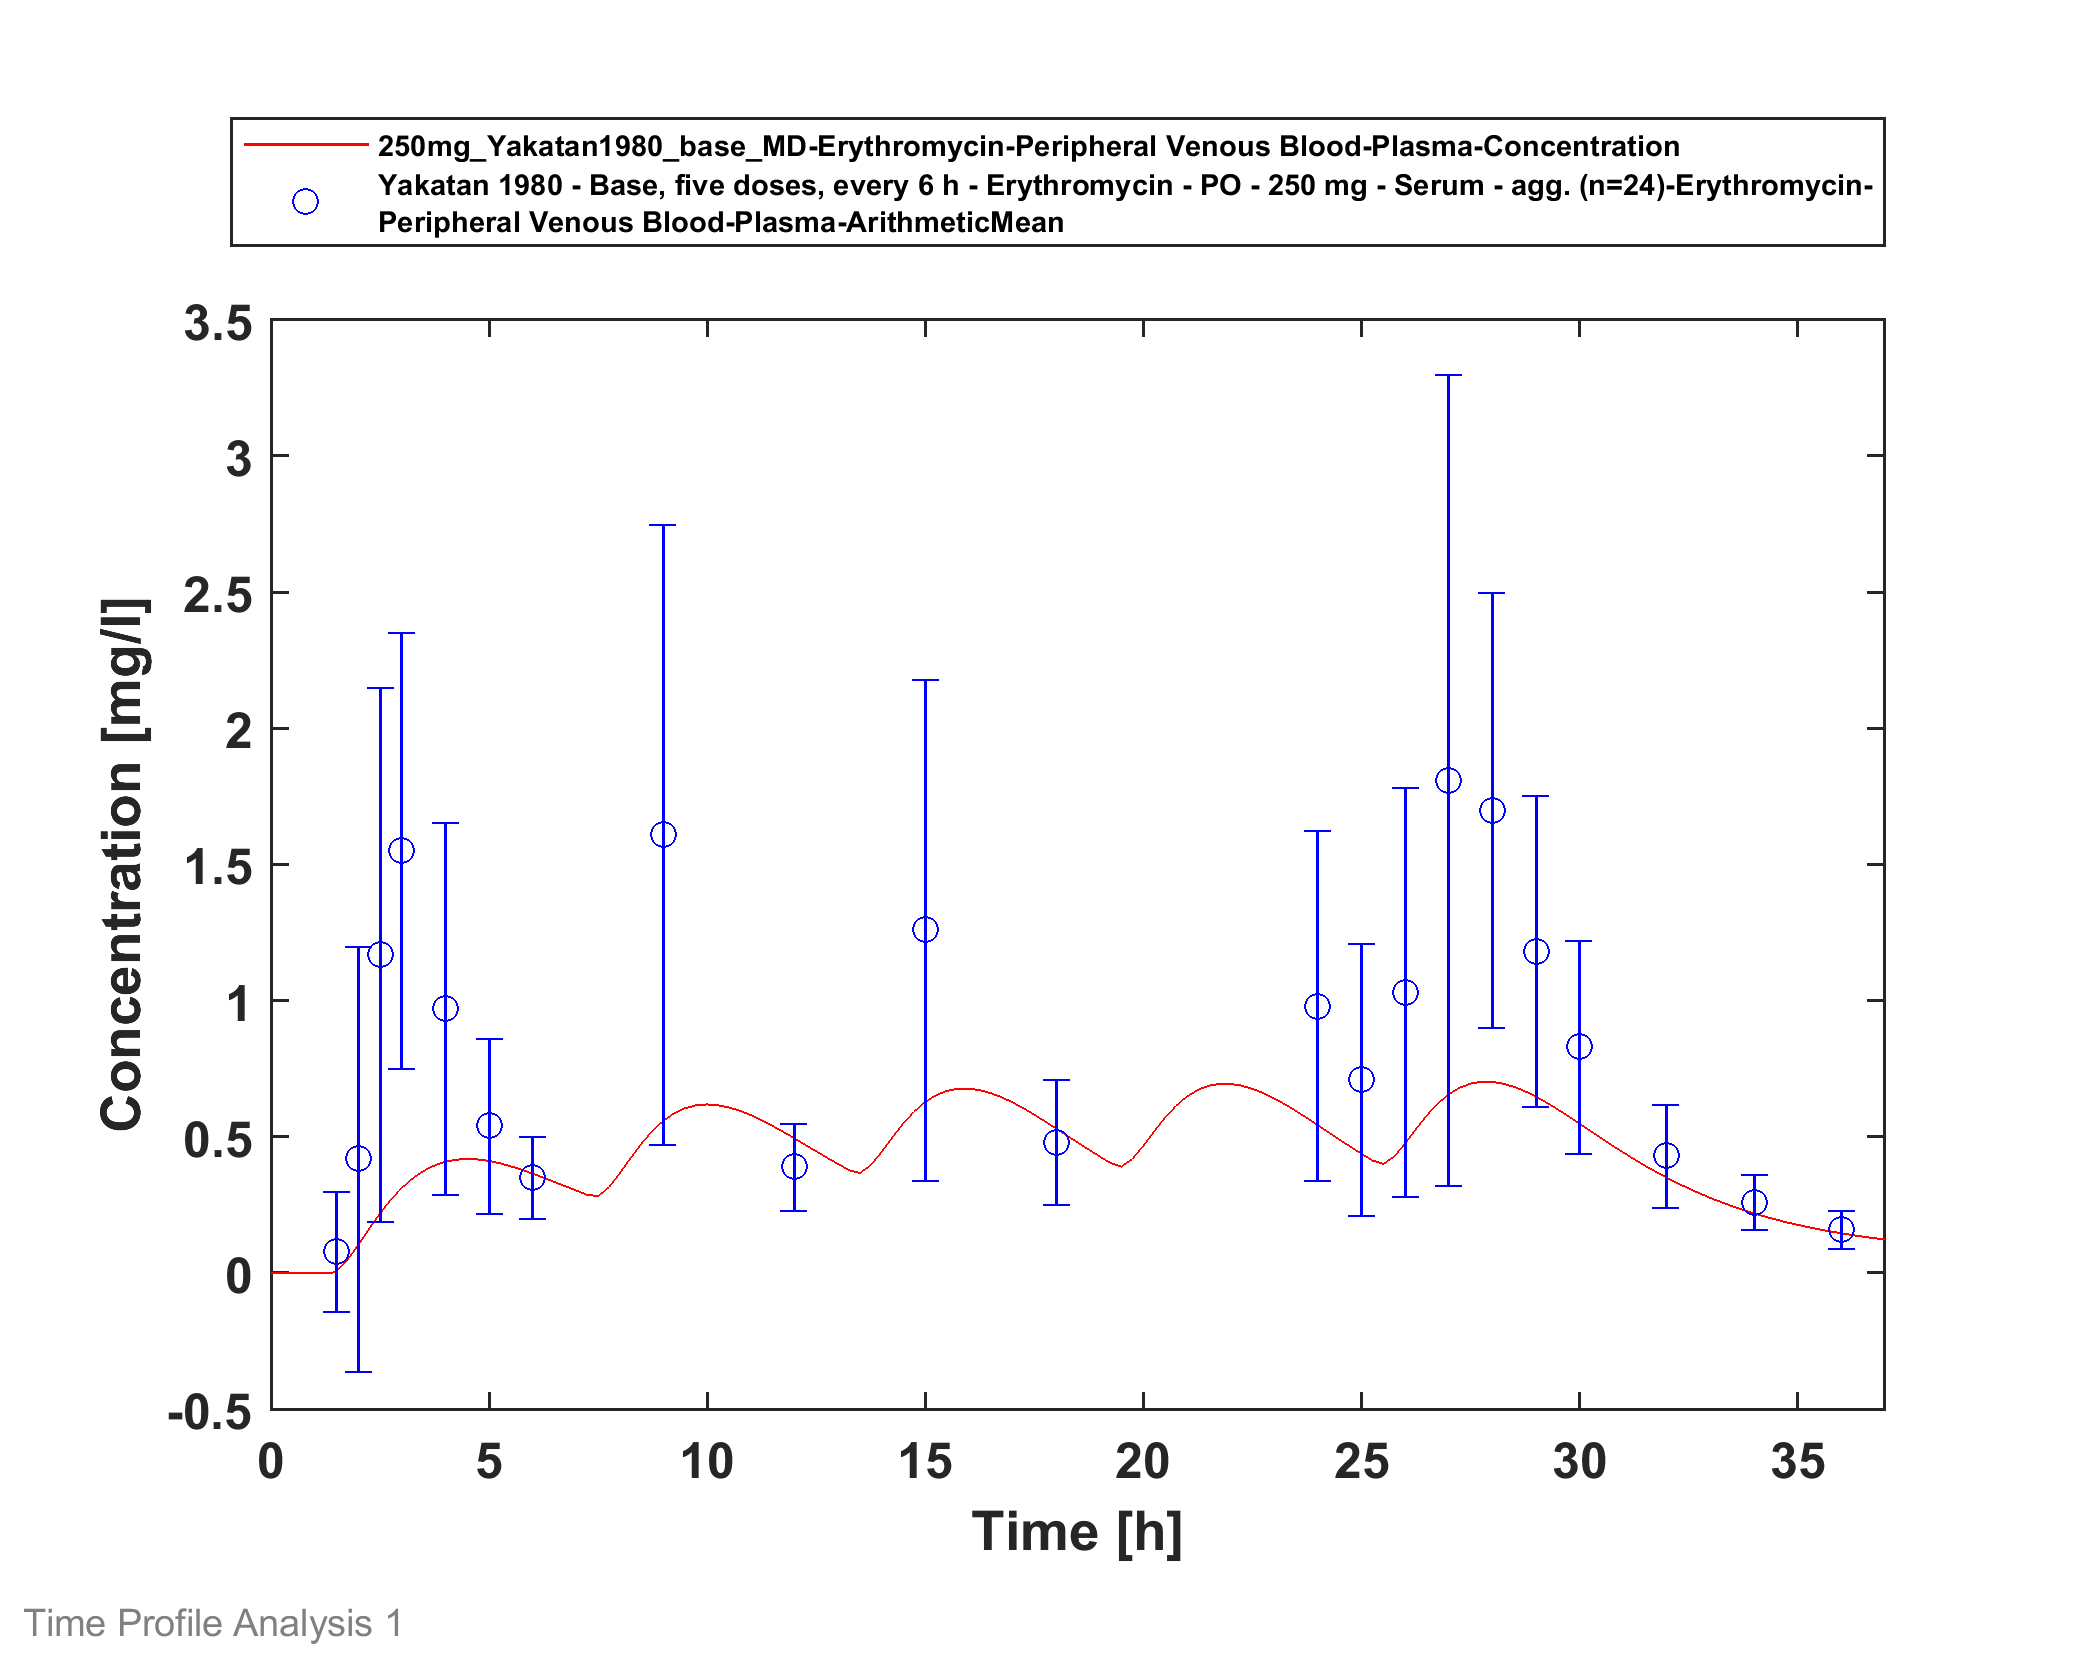 250mg_Yakatan1980_base_MD-Erythromycin-Peripheral Venous Blood-Plasma-Concentration
Yakatan 1980 - Base, five doses, every 6 h - Erythromycin - PO - 250 mg - Serum - agg. (n=24)-Erythromycin-
Peripheral Venous Blood-Plasma-ArithmeticMean
3.5
3
2.5
2
1.5
1
0.5
0
-0.5
Concentration [mg/l]
0 5 10 15 20 25 30 35
Time [h]
Time Profile Analysis 1